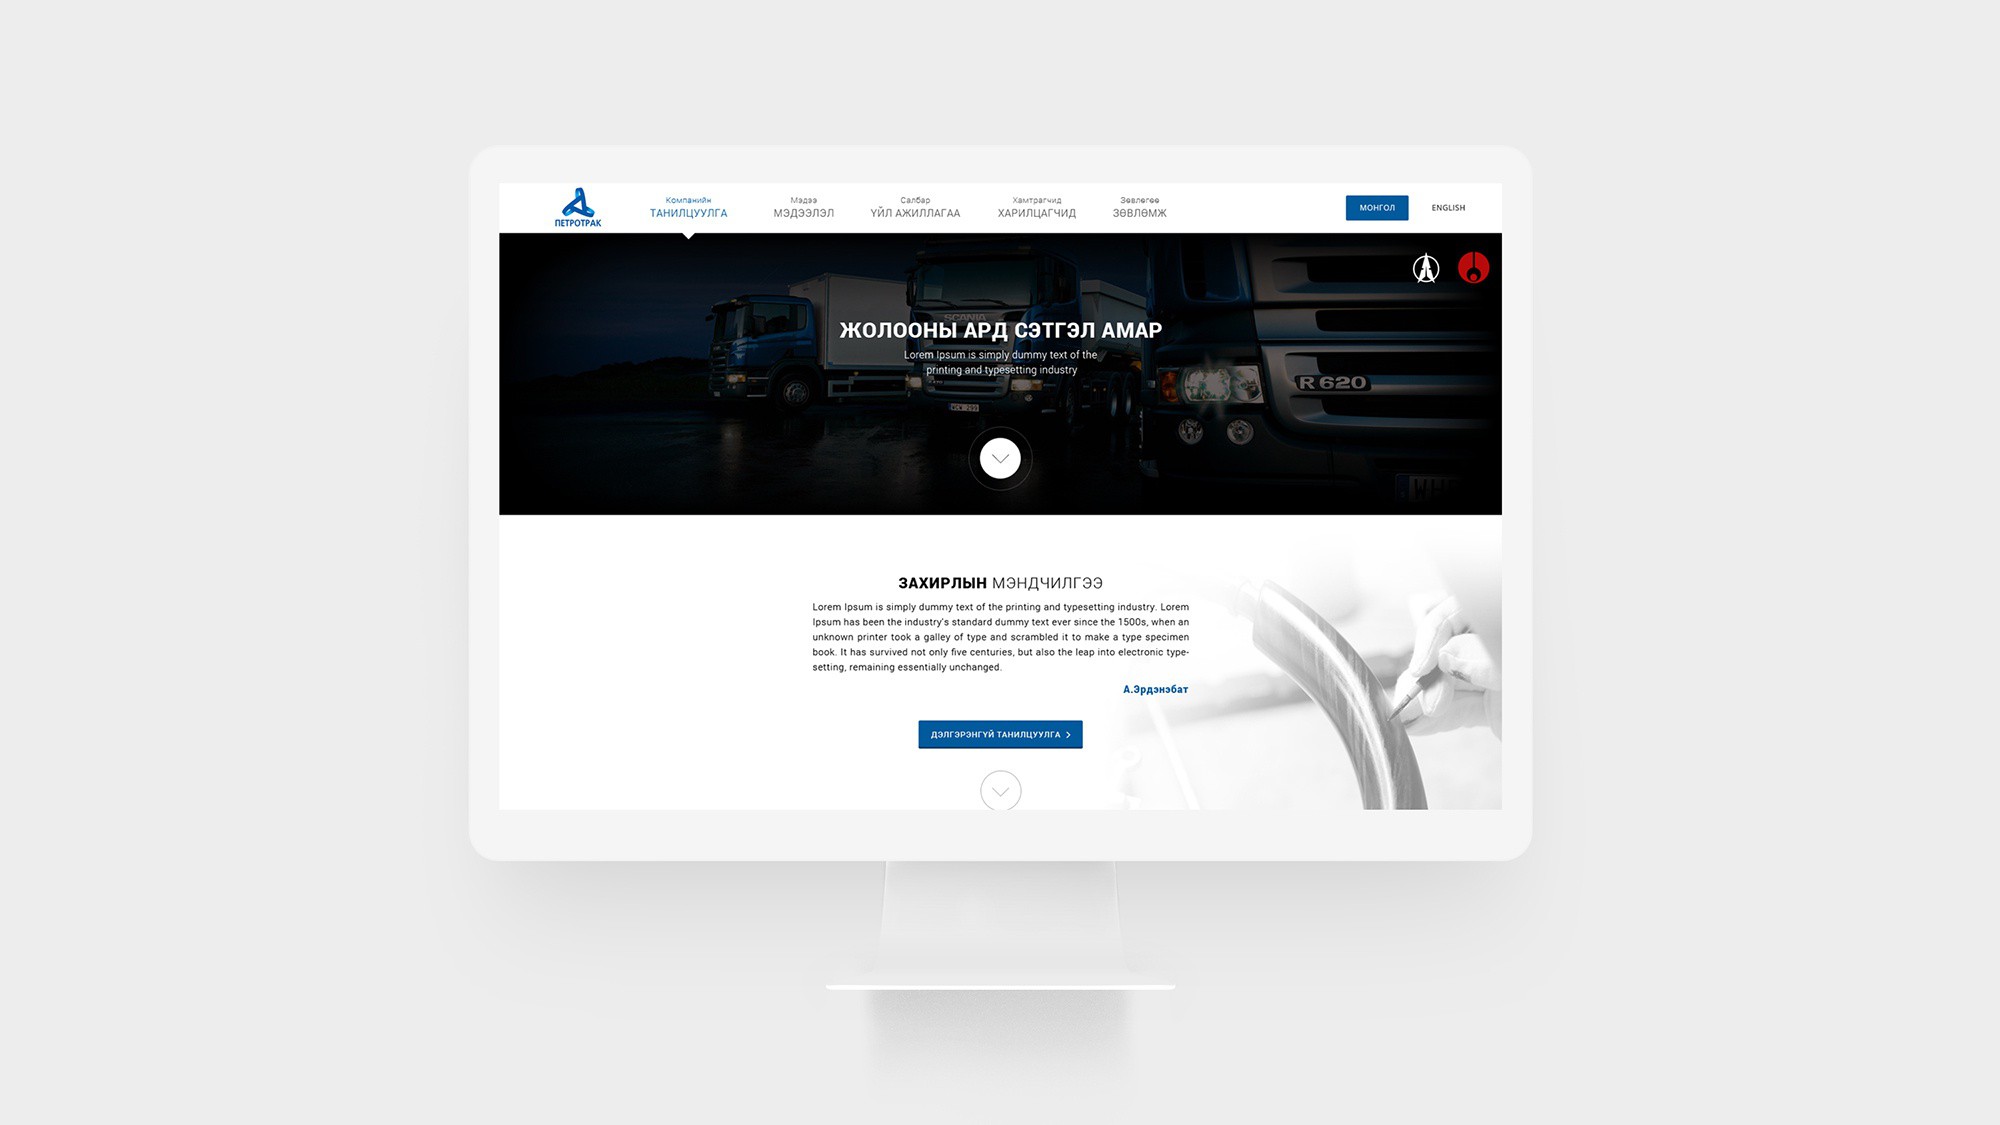 ПЕТРОТРАК
Компанийн
ТАНИЛЦУУЛГА
Мэдээ
МЭДЭЭЛЭЛ
Салбар
ҮЙЛ АЖИЛЛАГАА
Хамтрагчид
ХАРИЛЦАГЧИД
Зөвлөгөө
ЗӨВЛӨМЖ
МОНГОЛ
ENGLISH
SCANIA
ЖОЛООНЫ АРД СЭТГЭЛ АМАР
Lorem Ipsum is simply dummy text of the
printing and typesetting industry
R 620
ЗАХИРЛЫН МЭНДЧИЛГЭЭ
Lorem Ipsum is simply dummy text of the printing and typesetting industry. Lorem
Ipsum has been the industry's standard dummy text ever since the 1500s, when an
unknown printer took a galley of type and scrambled it to make a type specimen
book. It has survived not only five centuries, but also the leap into electronic type-
setting, remaining essentially unchanged.
А.Эрдэнэбат
ДЭЛГЭРЭНГҮЙ ТАНИЛЦУУЛГА